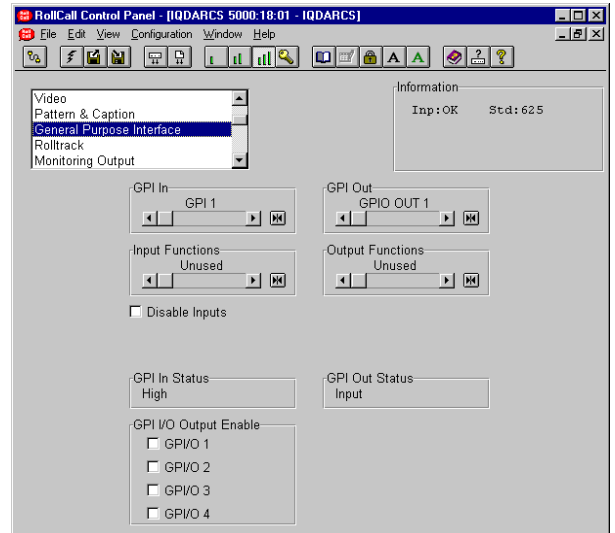 RollCall Control Panel - [IQDARCS 5000:18:01 - IQDARCS]
File Edit View Configuration Window Help
A A
Video
Pattern & Caption
General Purpose Interface
Rolltrack
Monitoring Output
Information
Inp:OK Std:625
GPI In
GPI 1
GPI Out
GPIO OUT 1
Input Functions
Unused
Output Functions
Unused
Disable Inputs
GPI In Status
High
GPI Out Status
Input
GPI I/O Output Enable
GPI/O 1
GPI/O 2
GPI/O 3
GPI/O 4